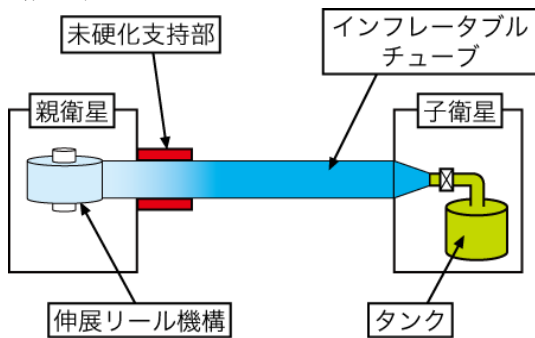 未硬化支持部
インフレータブル
チューブ
親衛星
子衛星
伸展リール機構
タンク